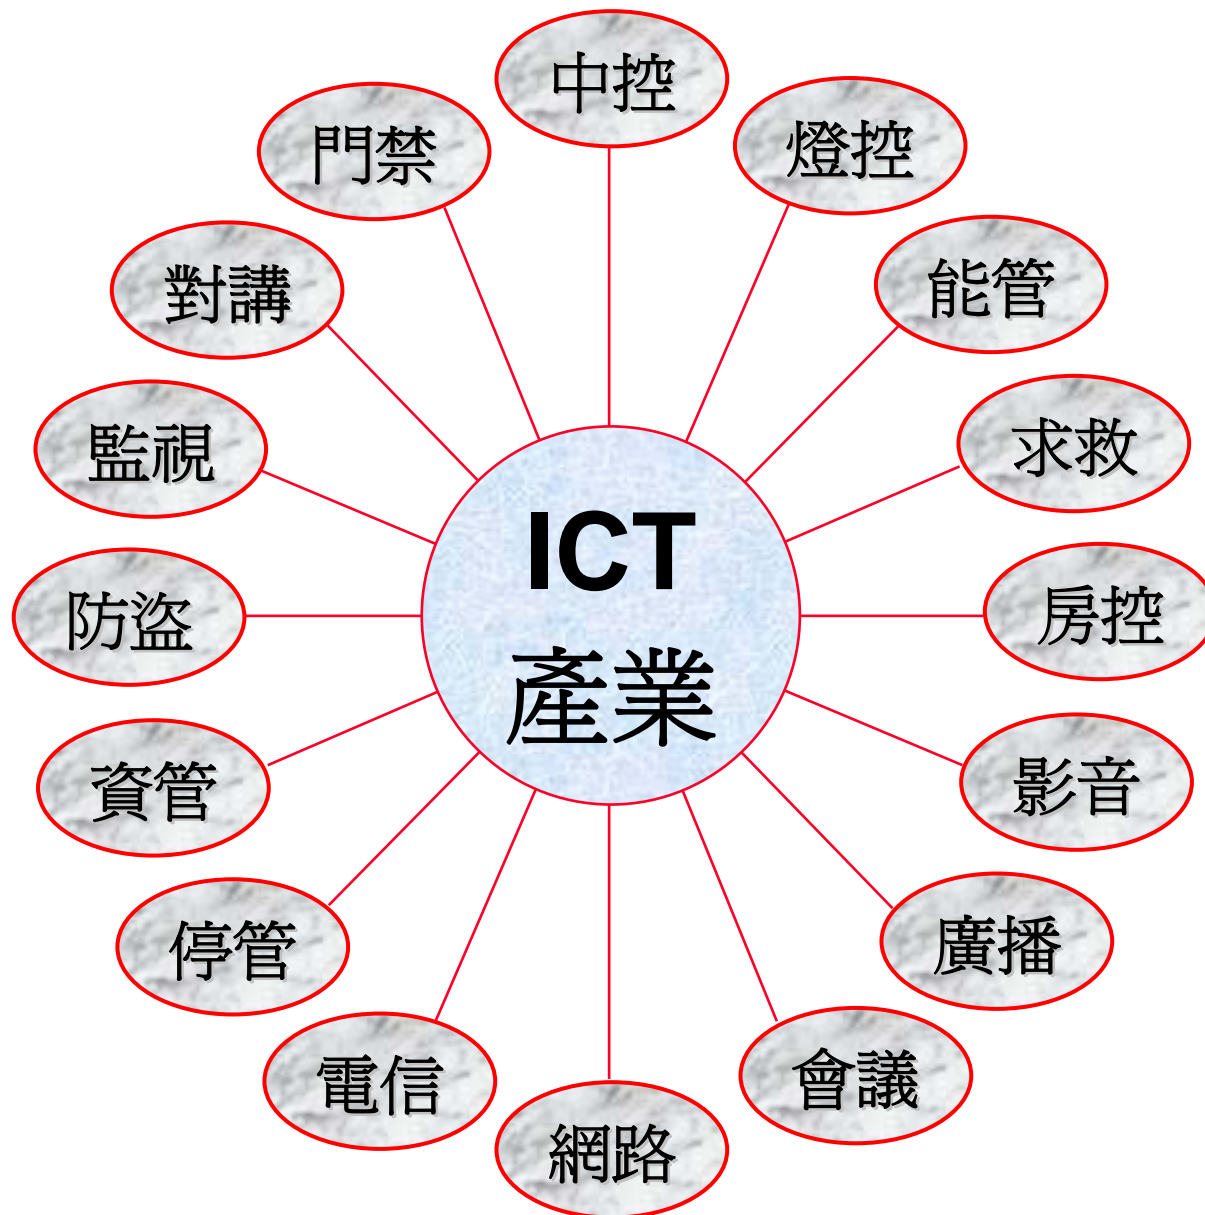 中控
燈控
門禁
能管
對講
求救
監視
ICT
產業
房控
防盜
影音
資管
廣播
停管
會議
電信
網路